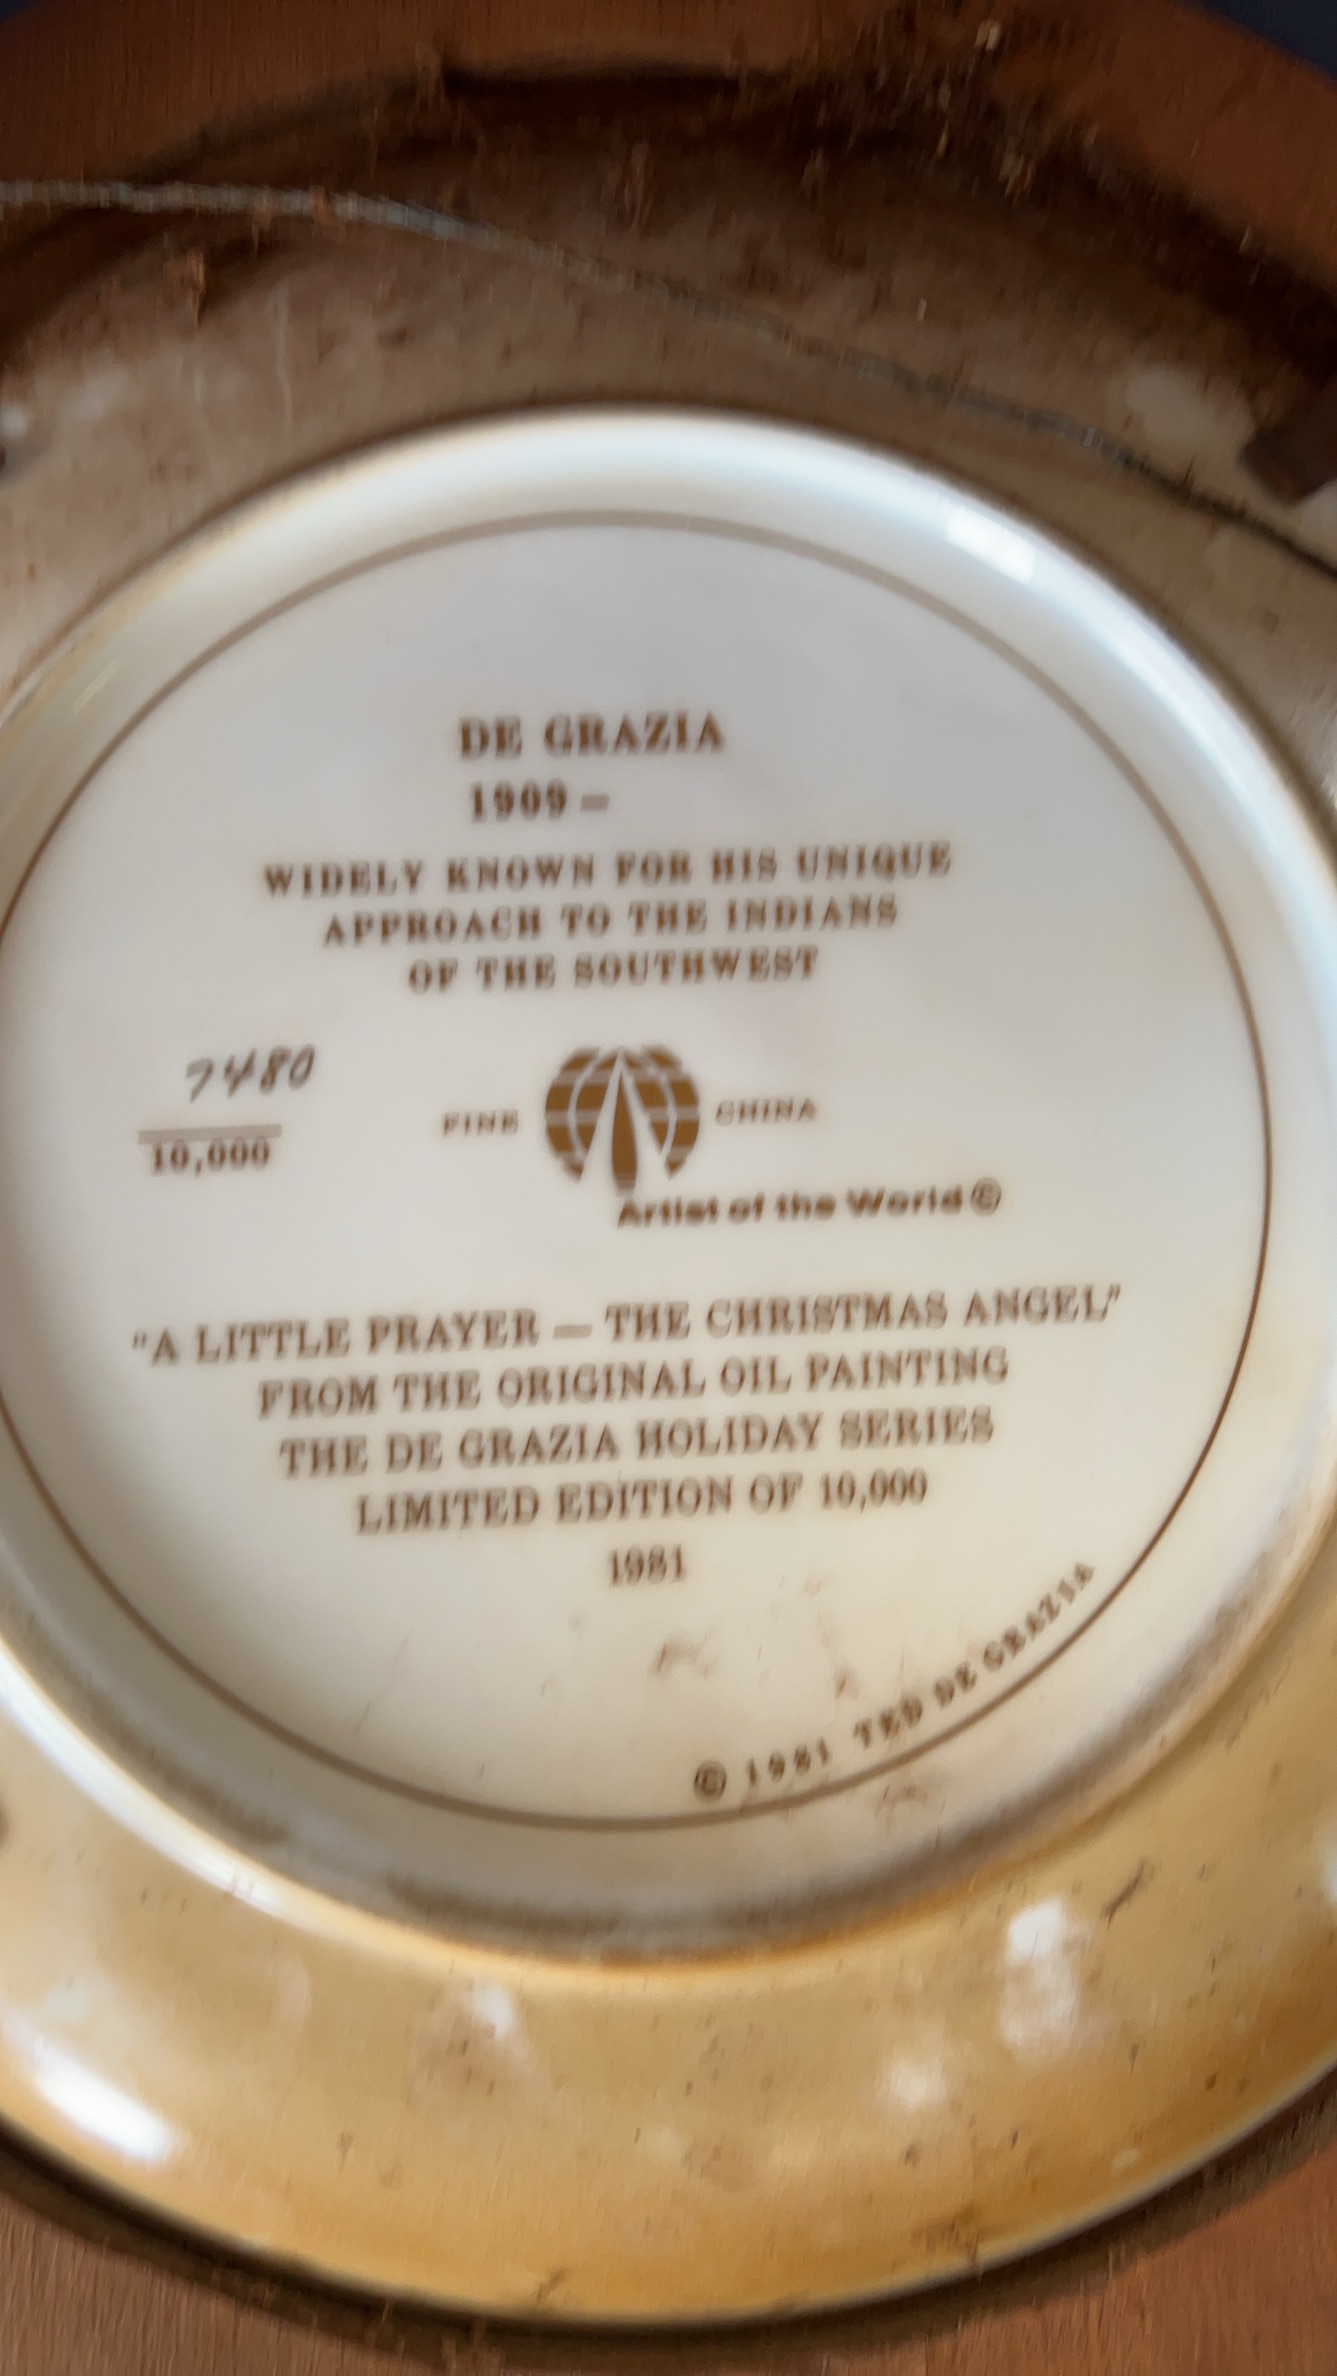 DE GRAZIA
1909 –
WIDELY KNOWN FOR HIS UNIQUE
APPROACH TO THE INDIANS
OF THE SOUTHWEST
7480
10,000
FINE CHINA
Artist of the World ©
"A LITTLE PRAYER — THE CHRISTMAS ANGEL"
FROM THE ORIGINAL OIL PAINTING
THE DE GRAZIA HOLIDAY SERIES
LIMITED EDITION OF 10,000
1981
© 1981 TED DE GRAZIA